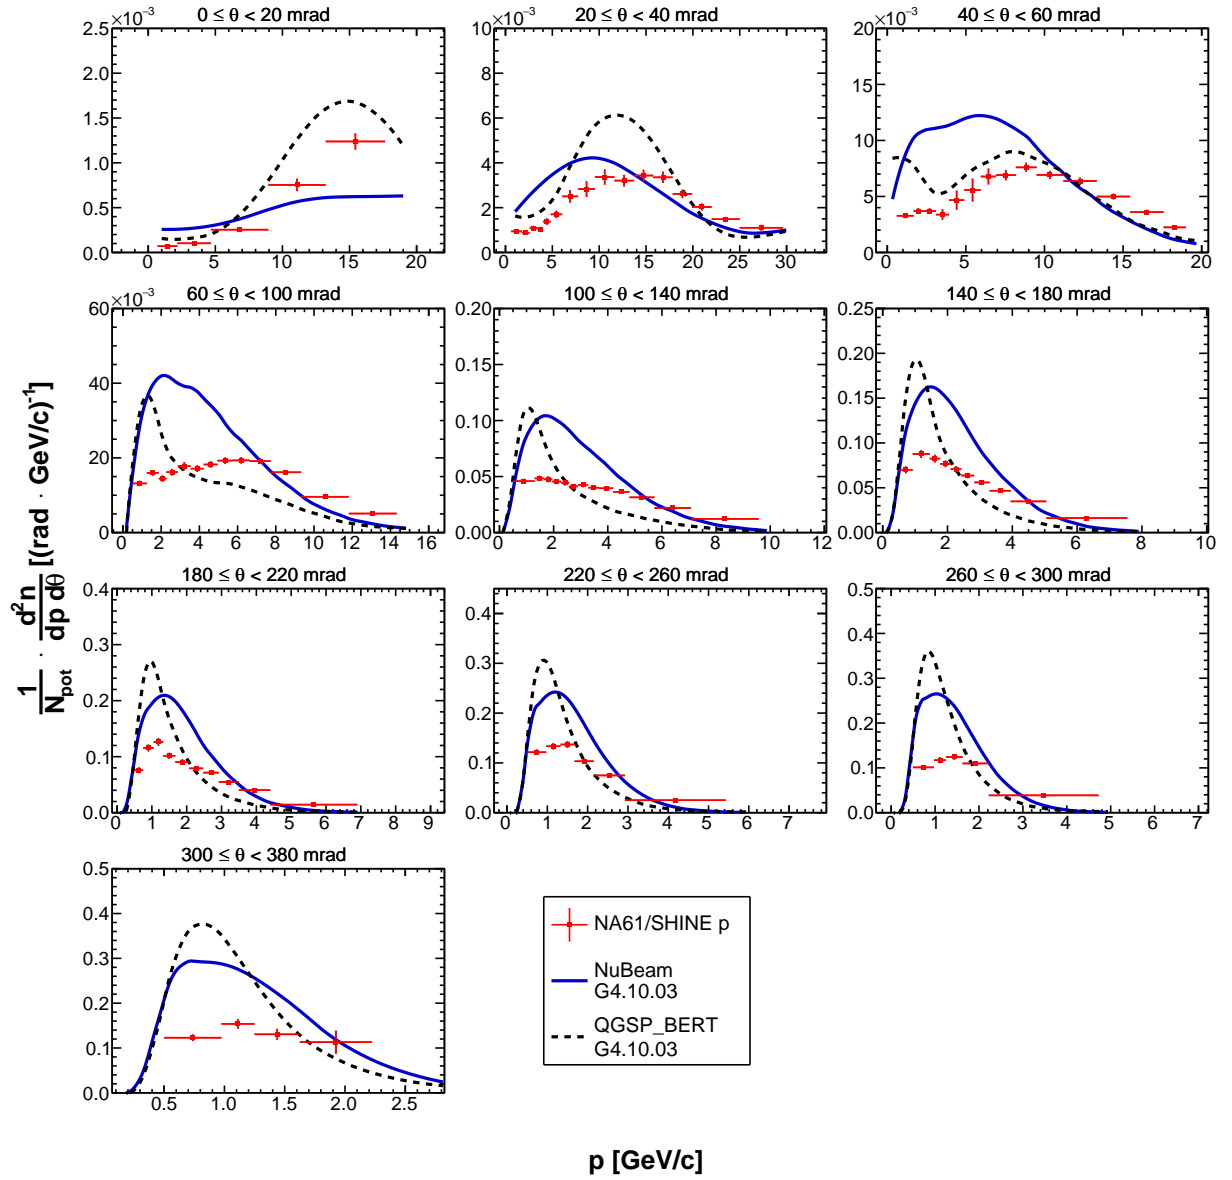 0 ≤ θ < 20 mrad
20 ≤ θ < 40 mrad
40 ≤ θ < 60 mrad
×10⁻³
2.5
2.0
1.5
1.0
0.5
0.0
0 5 10 15 20
×10⁻³
10
8
6
4
2
0
0 5 10 15 20 25 30
×10⁻³
20
15
10
5
0
0 5 10 15 20
60 ≤ θ < 100 mrad
100 ≤ θ < 140 mrad
140 ≤ θ < 180 mrad
×10⁻³
60
40
20
0
0 2 4 6 8 10 12 14 16
0.20
0.15
0.10
0.05
0.00
0 2 4 6 8 10 12
0.25
0.20
0.15
0.10
0.05
0.00
0 2 4 6 8 10
180 ≤ θ < 220 mrad
220 ≤ θ < 260 mrad
260 ≤ θ < 300 mrad
0.4
0.3
0.2
0.1
0.0
0 1 2 3 4 5 6 7 8 9
0.4
0.3
0.2
0.1
0.0
0 1 2 3 4 5 6 7
0.5
0.4
0.3
0.2
0.1
0.0
0 1 2 3 4 5 6 7
300 ≤ θ < 380 mrad
0.5
0.4
0.3
0.2
0.1
0.0
0.5 1.0 1.5 2.0 2.5
NA61/SHINE p
NuBeam
G4.10.03
QGSP_BERT
G4.10.03
1/N_pot · d²n/dp dθ [(rad · GeV/c)⁻¹]
p [GeV/c]